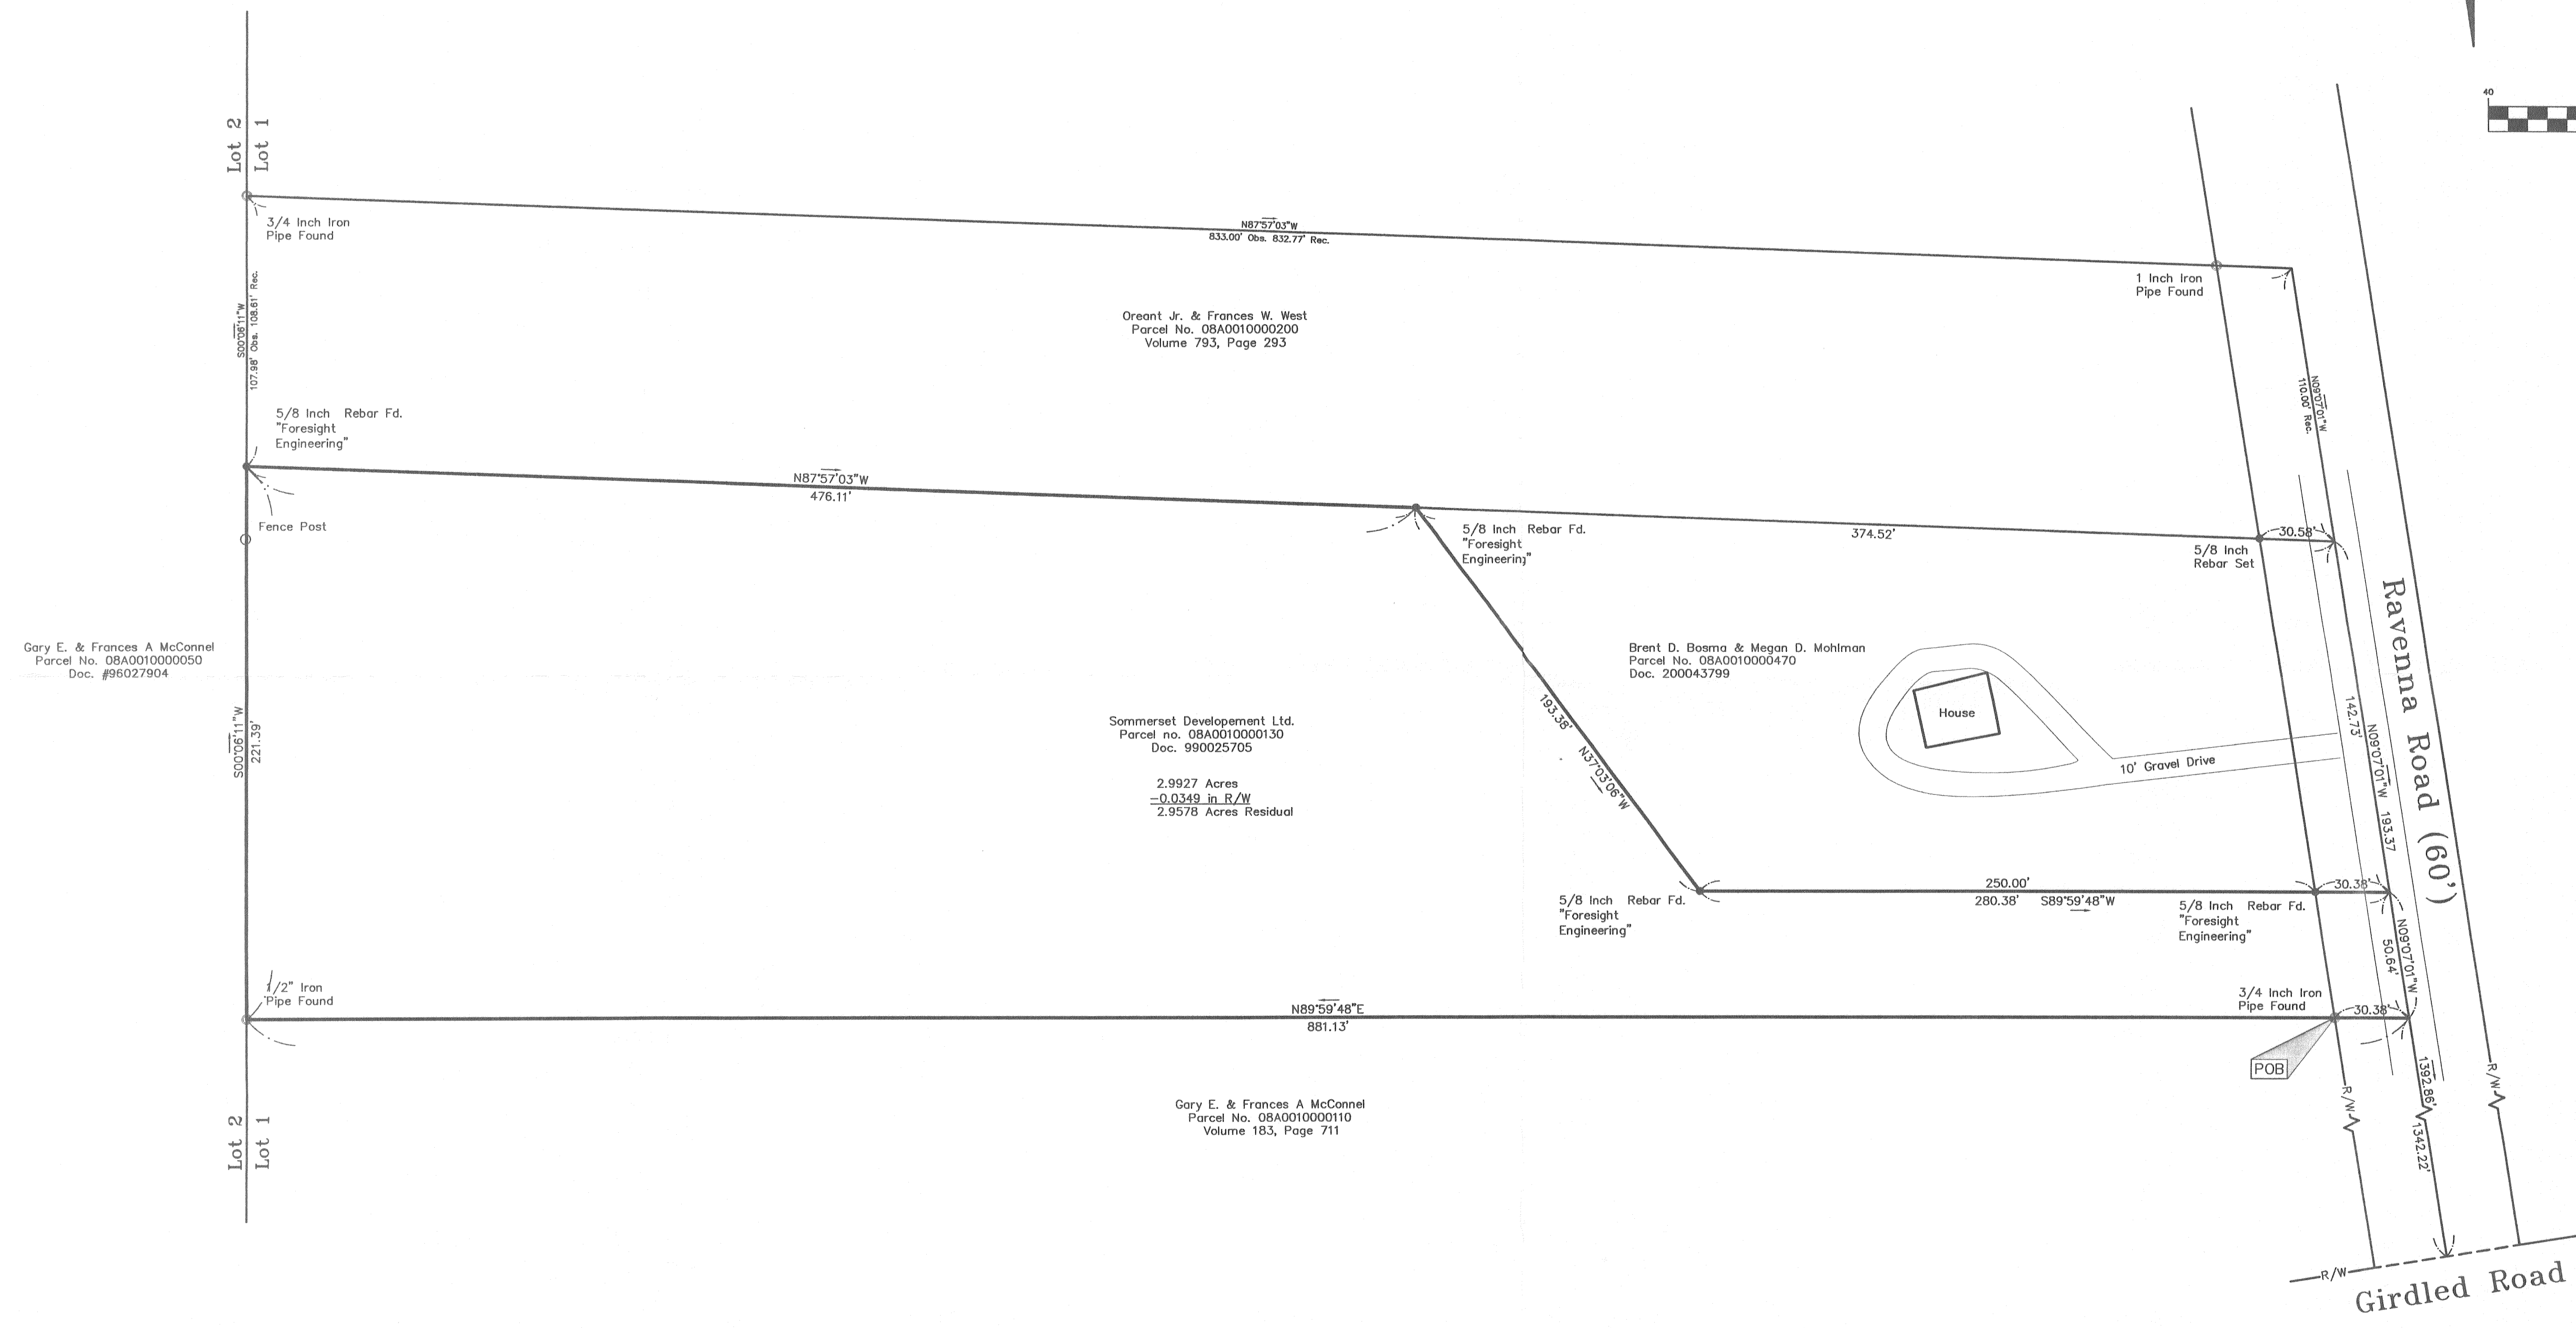 40
Lot 2
Lot 1
3/4 Inch Iron
Pipe Found
N87°57'03"W
833.00' Obs. 832.77' Rec.
1 Inch Iron
Pipe Found
S00°06'11"W
107.98' Obs. 108.61' Rec.
Oreant Jr. & Frances W. West
Parcel No. 08A0010000200
Volume 793, Page 293
N09°07'01"W
110.00' Rec.
5/8 Inch Rebar Fd.
"Foresight
Engineering"
N87°57'03"W
476.11'
Fence Post
5/8 Inch Rebar Fd.
"Foresight
Engineering"
374.52'
30.58'
5/8 Inch
Rebar Set
Ravenna Road (60')
Gary E. & Frances A McConnel
Parcel No. 08A0010000050
Doc. #96027904
Brent D. Bosma & Megan D. Mohlman
Parcel No. 08A0010000470
Doc. 200043799
House
10' Gravel Drive
142.73'
N09°07'01"W 193.37
193.38'
N37°03'06"W
S00°06'11"W
221.39'
Sommerset Developement Ltd.
Parcel no. 08A0010000130
Doc. 990025705
2.9927 Acres
-0.0349 in R/W
2.9578 Acres Residual
250.00'
280.38' S89°59'48"W
30.38'
5/8 Inch Rebar Fd.
"Foresight
Engineering"
5/8 Inch Rebar Fd.
"Foresight
Engineering"
N09°07'01"W
50.64'
1/2" Iron
Pipe Found
N89°59'48"E
881.13'
3/4 Inch Iron
Pipe Found
30.38'
POB
Gary E. & Frances A McConnel
Parcel No. 08A0010000110
Volume 183, Page 711
Lot 2
Lot 1
R/W
1392.86'
1342.22'
R/W
R/W
Girdled Road